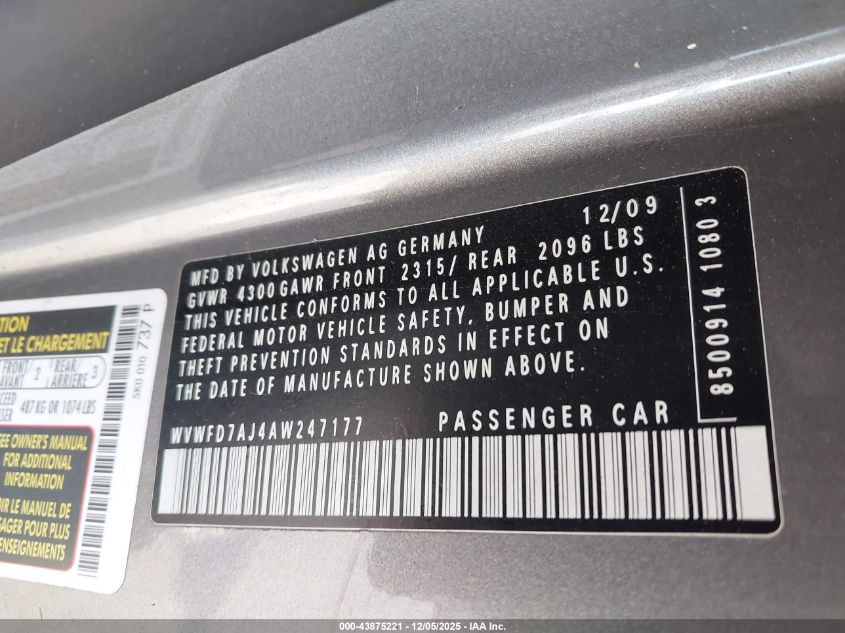 TION
ET LE CHARGEMENT
FRONT/
AVANT 2 REAR/
ARRIÈRE 3
487 KG OR 1074 LBS
SEE OWNER'S MANUAL
FOR ADDITIONAL
INFORMATION
IR LE MANUEL DE
SAGER POUR PLUS
ENSEIGNEMENTS
5K0 010 737 P
12/09
MFD BY VOLKSWAGEN AG GERMANY
GVWR 4300 GAWR FRONT 2315/ REAR 2096 LBS
THIS VEHICLE CONFORMS TO ALL APPLICABLE U.S.
FEDERAL MOTOR VEHICLE SAFETY, BUMPER AND
THEFT PREVENTION STANDARDS IN EFFECT ON
THE DATE OF MANUFACTURE SHOWN ABOVE.
WVWFD7AJ4AW247177 PASSENGER CAR
8500914 1080 3
000-43875221 - 12/05/2025 - IAA Inc.